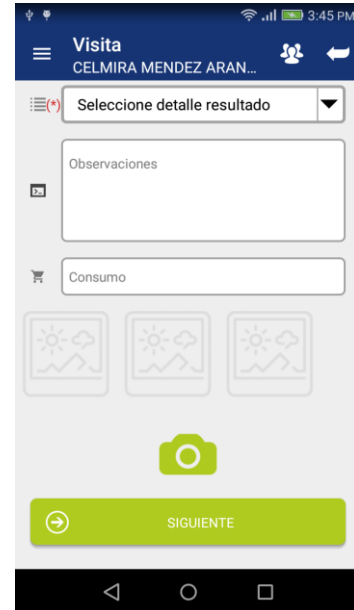 3:45 PM
Visita
CELMIRA MENDEZ ARAN...
(*) Seleccione detalle resultado
Observaciones
Consumo
SIGUIENTE